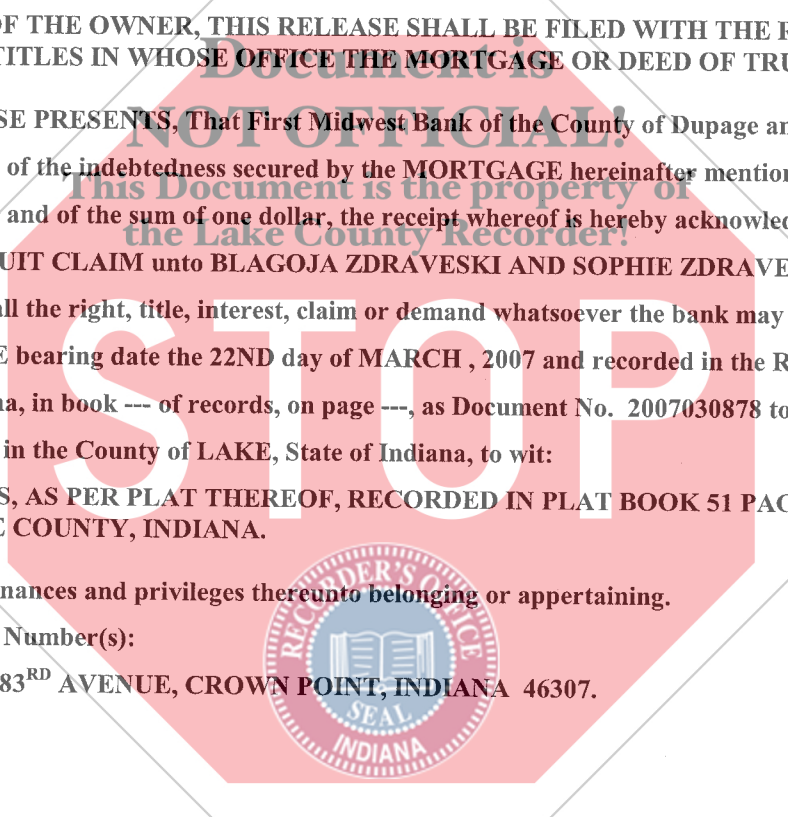 OF THE OWNER, THIS RELEASE SHALL BE FILED WITH THE
TITLES IN WHOSE OFFICE THE MORTGAGE OR DEED OF TRU
Document is
NOT OFFICIAL!
This Document is the property of
the Lake County Recorder!
SE PRESENTS, That First Midwest Bank of the County of Dupage an
of the indebtedness secured by the MORTGAGE hereinafter mention
and of the sum of one dollar, the receipt whereof is hereby acknowled
UIT CLAIM unto BLAGOJA ZDRAVESKI AND SOPHIE ZDRAVE
all the right, title, interest, claim or demand whatsoever the bank may
E bearing date the 22ND day of MARCH , 2007 and recorded in the R
na, in book --- of records, on page ---, as Document No. 2007030878 to
in the County of LAKE, State of Indiana, to wit:
STOP
S, AS PER PLAT THEREOF, RECORDED IN PLAT BOOK 51 PAG
E COUNTY, INDIANA.
nances and privileges thereunto belonging or appertaining.
Number(s):
83RD AVENUE, CROWN POINT, INDIANA 46307.
RECORDER'S OFFICE
SEAL
INDIANA